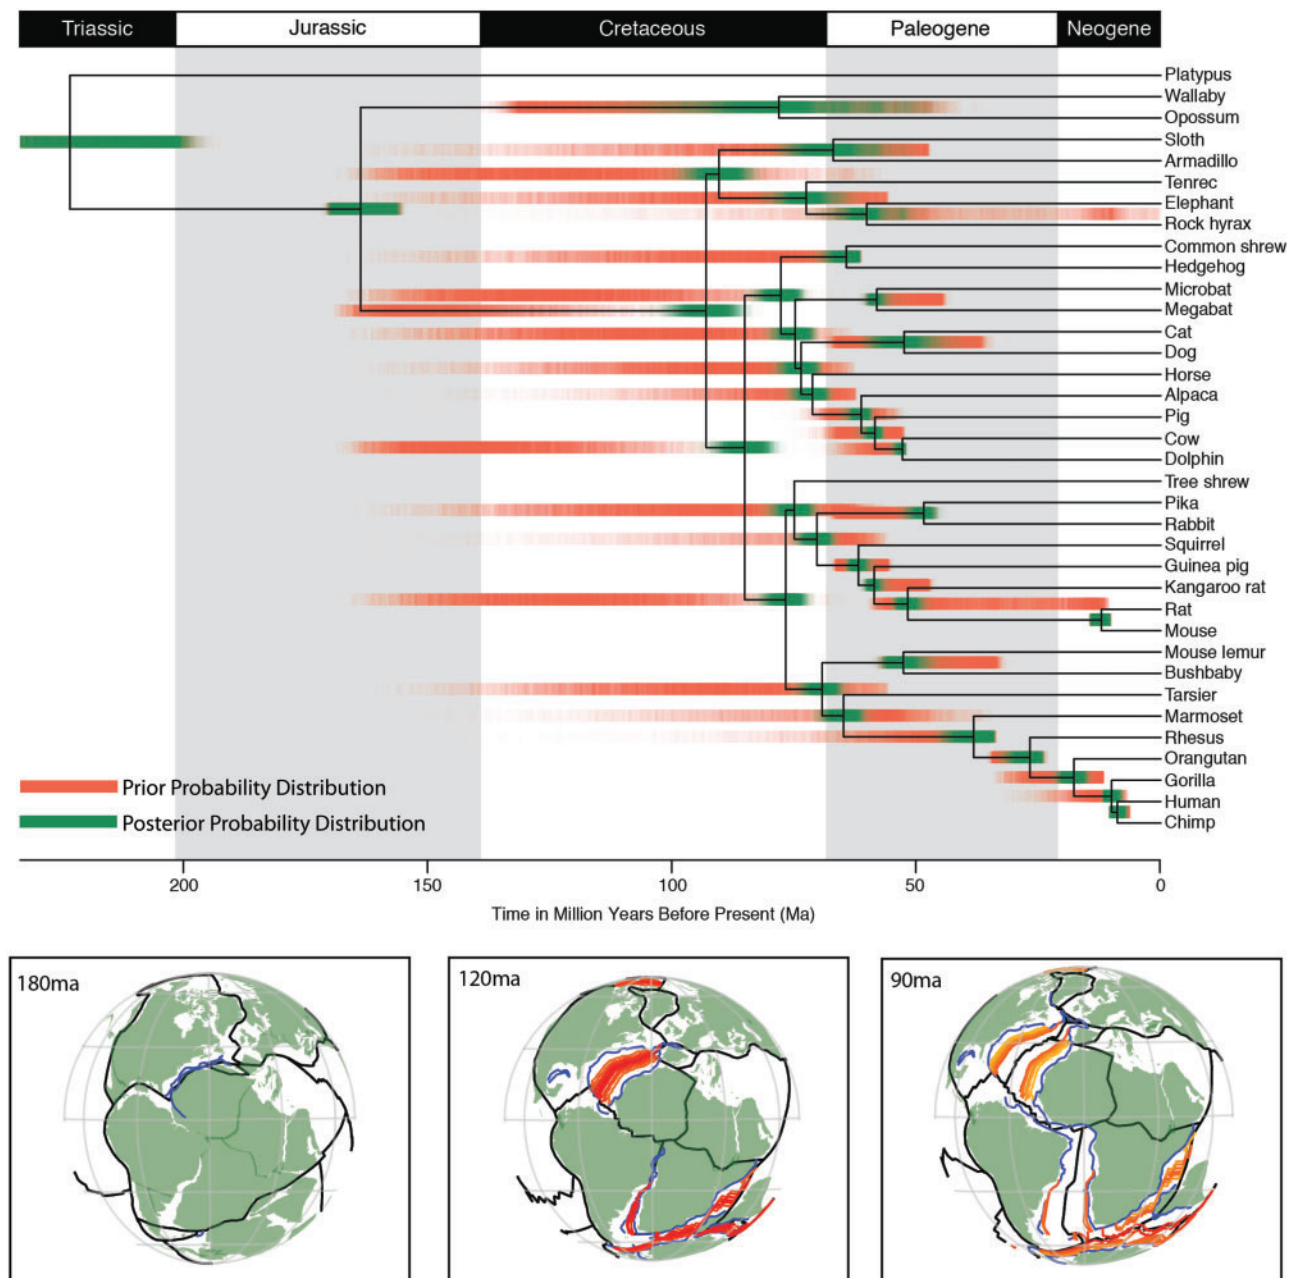 Triassic Jurassic Cretaceous Paleogene Neogene
Platypus
Wallaby
Opossum
Sloth
Armadillo
Tenrec
Elephant
Rock hyrax
Common shrew
Hedgehog
Microbat
Megabat
Cat
Dog
Horse
Alpaca
Pig
Cow
Dolphin
Tree shrew
Pika
Rabbit
Squirrel
Guinea pig
Kangaroo rat
Rat
Mouse
Mouse lemur
Bushbaby
Tarsier
Marmoset
Rhesus
Orangutan
Gorilla
Human
Chimp
Prior Probability Distribution
Posterior Probability Distribution
200 150 100 50 0
Time in Million Years Before Present (Ma)
180ma 120ma 90ma